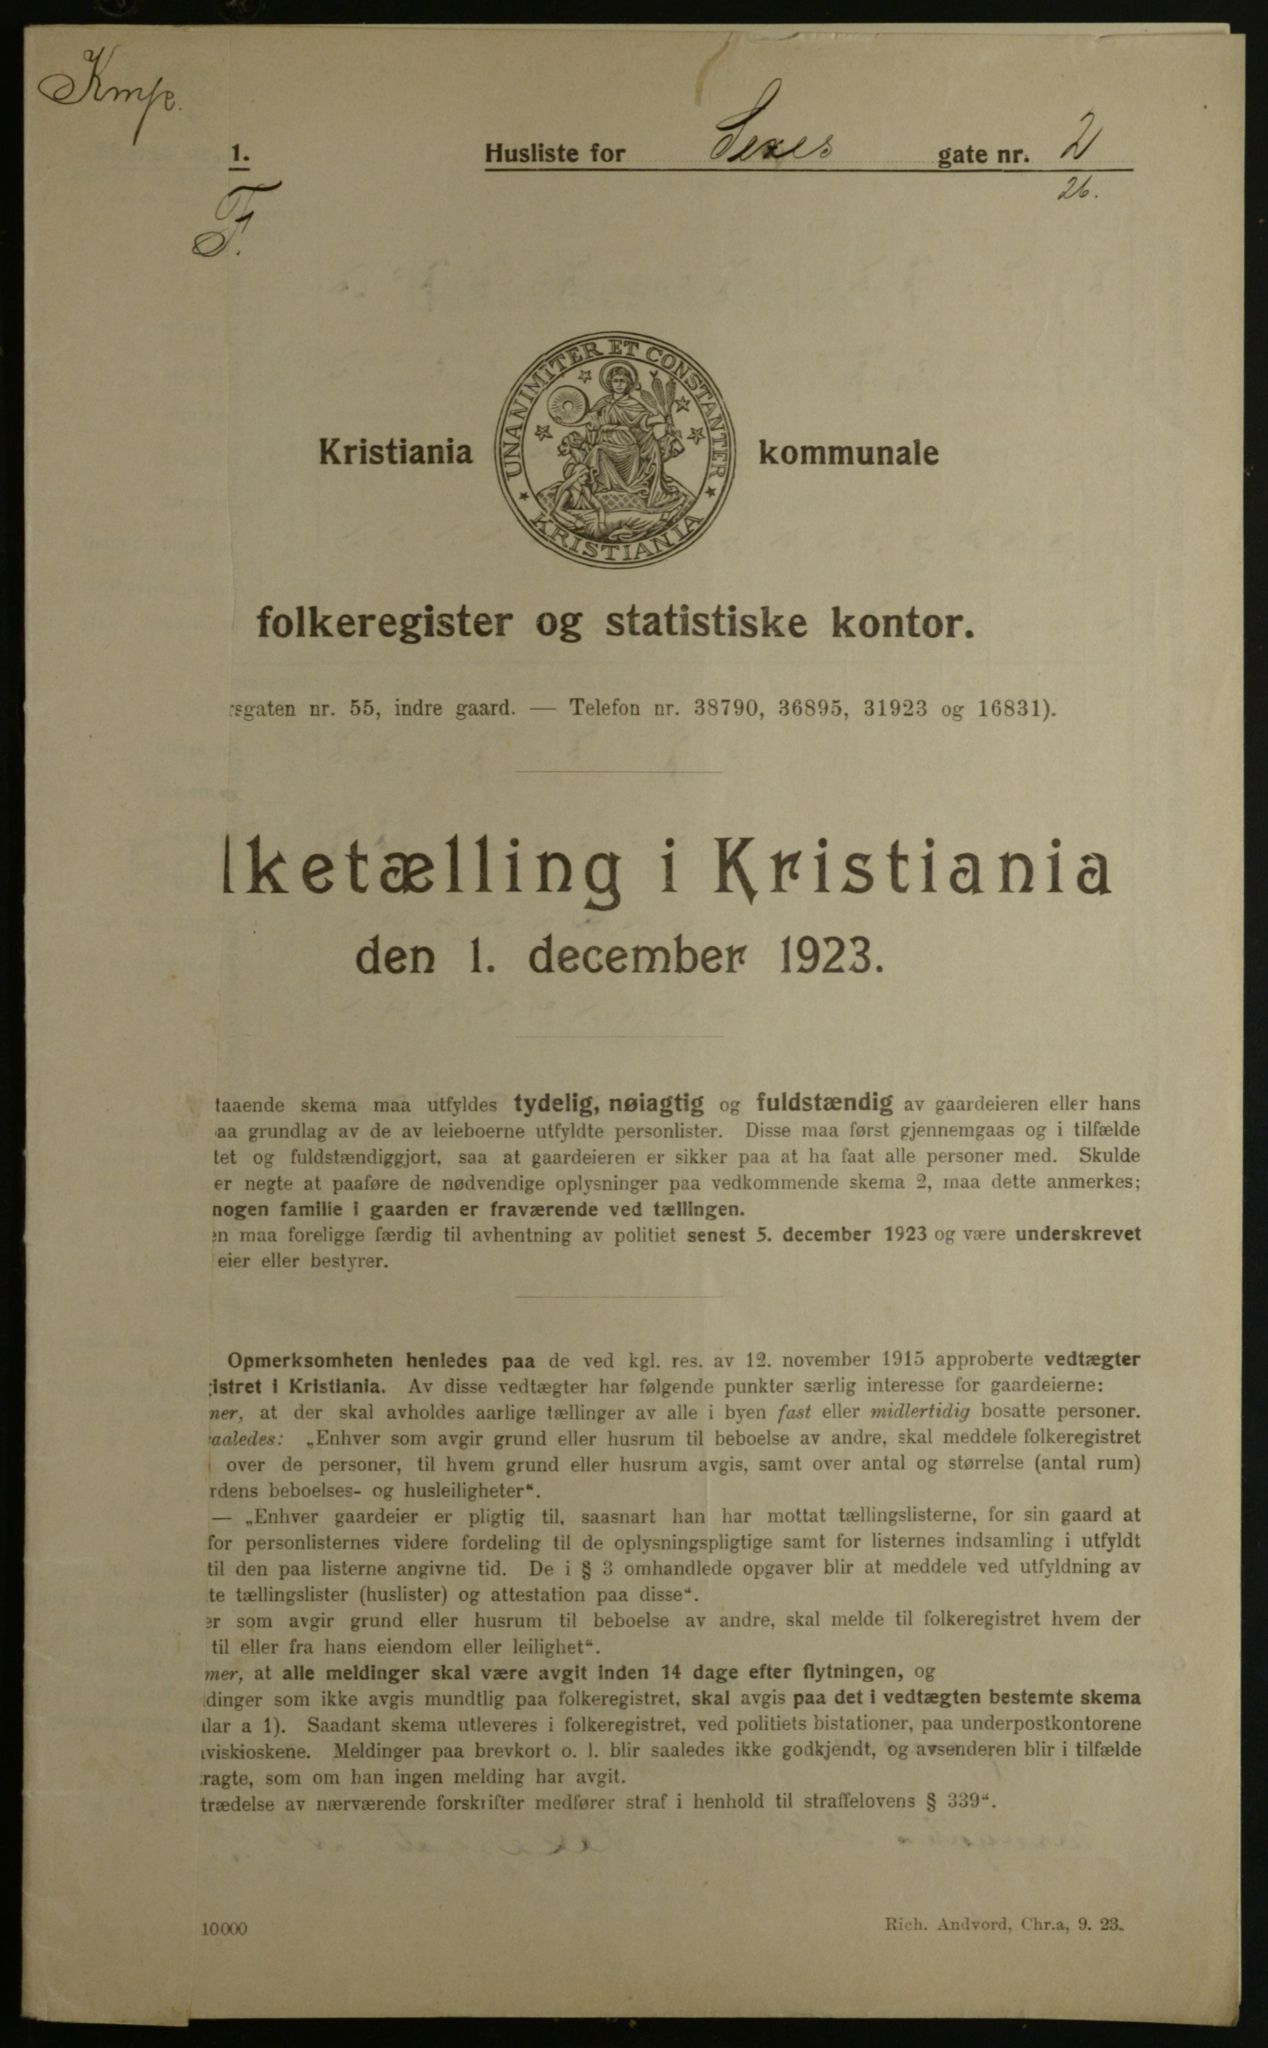 Kmpe.
1.
Husliste for Sexes gate nr. 2
26.
F.
UNANIMITER ET CONSTANTER
KRISTIANIA
Kristiania kommunale
folkeregister og statistiske kontor.
rsgaten nr. 55, indre gaard. — Telefon nr. 38790, 36895, 31923 og 16831).
lketælling i Kristiania
den 1. december 1923.
taaende skema maa utfyldes tydelig, nøiagtig og fuldstændig av gaardeieren eller hans
aa grundlag av de av leieboerne utfyldte personlister. Disse maa først gjennemgaas og i tilfælde
tet og fuldstændiggjort, saa at gaardeieren er sikker paa at ha faat alle personer med. Skulde
er negte at paaføre de nødvendige oplysninger paa vedkommende skema 2, maa dette anmerkes;
nogen familie i gaarden er fraværende ved tællingen.
en maa foreligge færdig til avhentning av politiet senest 5. december 1923 og være underskrevet
eier eller bestyrer.
Opmerksomheten henledes paa de ved kgl. res. av 12. november 1915 approberte vedtægter
istret i Kristiania. Av disse vedtægter har følgende punkter særlig interesse for gaardeierne:
ner, at der skal avholdes aarlige tællinger av alle i byen fast eller midlertidig bosatte personer.
aaledes: „Enhver som avgir grund eller husrum til beboelse av andre, skal meddele folkeregistret
over de personer, til hvem grund eller husrum avgis, samt over antal og størrelse (antal rum)
rdens beboelses- og husleiligheter“.
— „Enhver gaardeier er pligtig til, saasnart han har mottat tællingslisterne, for sin gaard at
for personlisternes videre fordeling til de oplysningspligtige samt for listernes indsamling i utfyldt
til den paa listerne angivne tid. De i § 3 omhandlede opgaver blir at meddele ved utfyldning av
te tællingslister (huslister) og attestation paa disse“.
er som avgir grund eller husrum til beboelse av andre, skal melde til folkeregistret hvem der
til eller fra hans eiendom eller leilighet“.
mer, at alle meldinger skal være avgit inden 14 dage efter flytningen, og
dinger som ikke avgis mundtlig paa folkeregistret, skal avgis paa det i vedtægten bestemte skema
lar a 1). Saadant skema utleveres i folkeregistret, ved politiets bistationer, paa underpostkontorene
viskioskene. Meldinger paa brevkort o. l. blir saaledes ikke godkjendt, og avsenderen blir i tilfælde
ragte, som om han ingen melding har avgit.
trædelse av nærværende forskrifter medfører straf i henhold til straffelovens § 339“.
10000
Rich. Andvord, Chr.a, 9. 23.